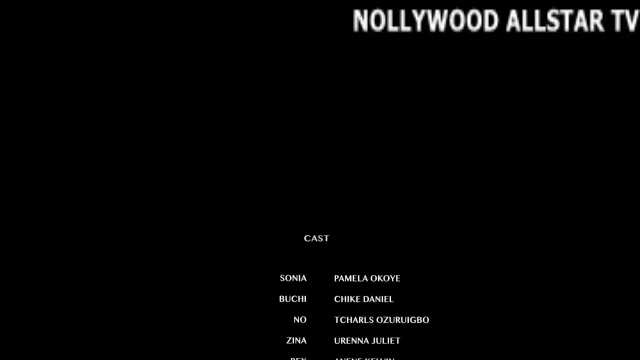 NOLLYWOOD ALLSTAR TV
CAST
SONIA PAMELA OKOYE
BUCHI CHIKE DANIEL
NO TCHARLS OZURUIGBO
ZINA URENNA JULIET